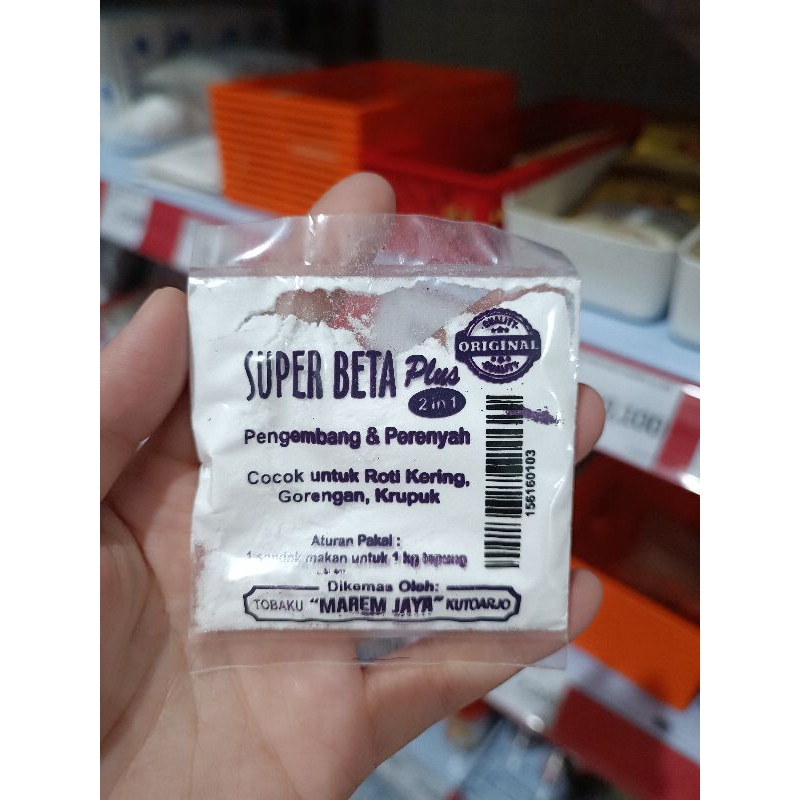 QUALITY
ORIGINAL
QUALITY
SUPER BETA Plus
2 in 1
Pengembang & Perenyah
Cocok untuk Roti Kering,
Gorengan, Krupuk
156160103
Aturan Pakai :
1 sendok makan untuk 1 kg tepung
Dikemas Oleh:
TOBAKU "MAREM JAYA" KUTOARJO
.100